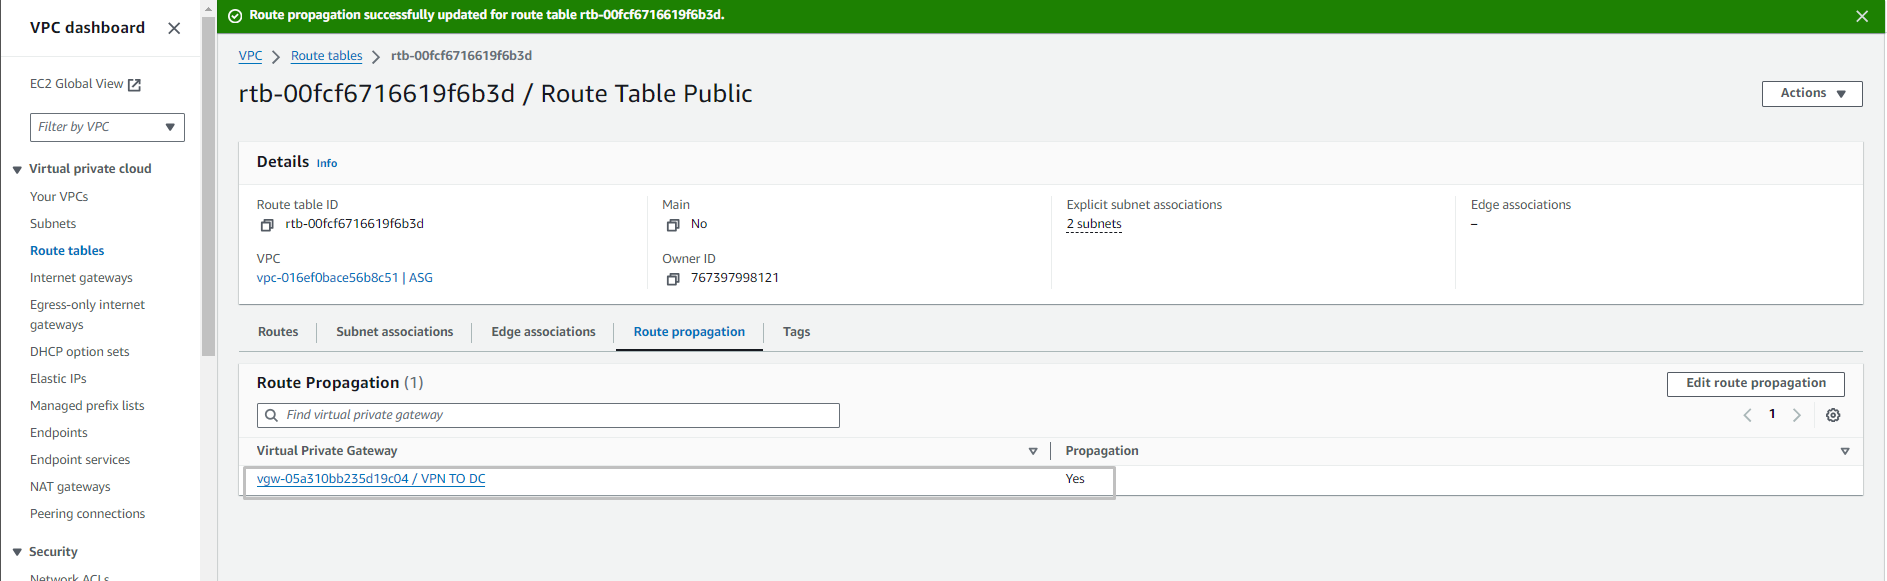 VPC dashboard
EC2 Global View
Filter by VPC
Virtual private cloud
Your VPCs
Subnets
Route tables
Internet gateways
Egress-only internet
gateways
DHCP option sets
Elastic IPs
Managed prefix lists
Endpoints
Endpoint services
NAT gateways
Peering connections
Security
Network ACLs
Route propagation successfully updated for route table rtb-00fcf6716619f6b3d.
VPC > Route tables > rtb-00fcf6716619f6b3d
rtb-00fcf6716619f6b3d / Route Table Public
Actions
Details Info
Route table ID
rtb-00fcf6716619f6b3d
Main
No
Explicit subnet associations
2 subnets
Edge associations
–
VPC
vpc-016ef0bace56b8c51 | ASG
Owner ID
767397998121
Routes Subnet associations Edge associations Route propagation Tags
Route Propagation (1)
Edit route propagation
Find virtual private gateway
1
Virtual Private Gateway Propagation
vgw-05a310bb235d19c04 / VPN TO DC Yes